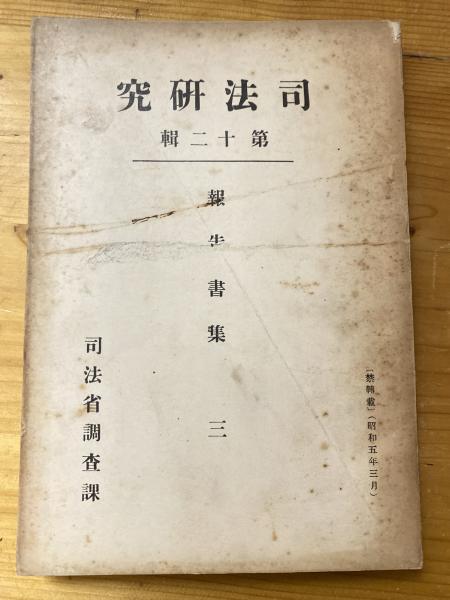 司法研究
第十二輯
報告書集 三
司法省調査課
［禁轉載］（昭和五年三月）